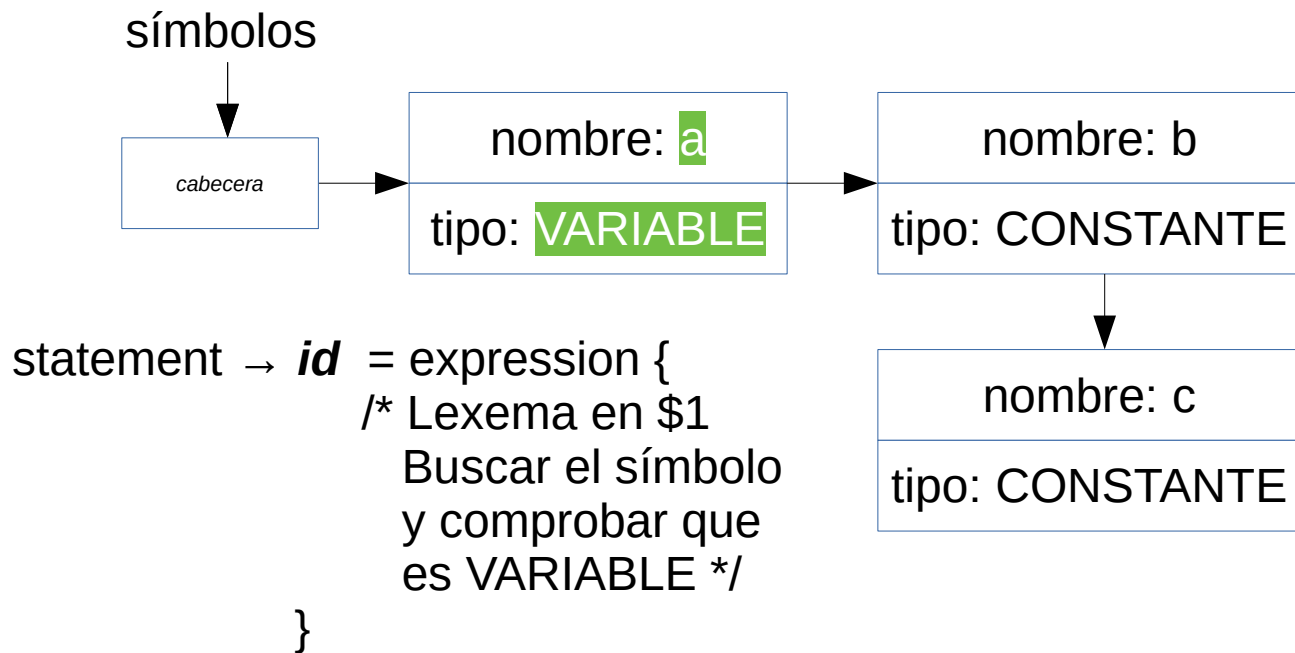 símbolos
cabecera
nombre: a
tipo: VARIABLE
nombre: b
tipo: CONSTANTE
nombre: c
tipo: CONSTANTE
statement → id = expression {
/* Lexema en $1
Buscar el símbolo
y comprobar que
es VARIABLE */
}